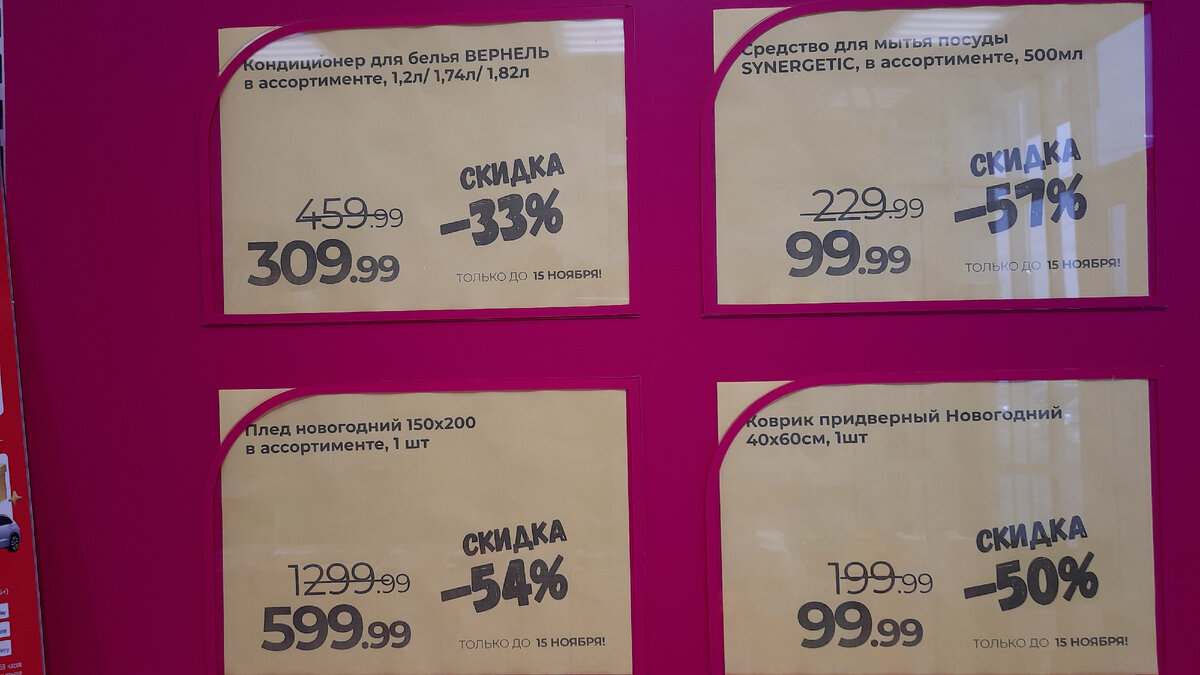 Кондиционер для белья ВЕРНЕЛЬ
в ассортименте, 1,2л/ 1,74л/ 1,82л
СКИДКА
-33%
459.99
309.99
ТОЛЬКО ДО 15 НОЯБРЯ!
Средство для мытья посуды
SYNERGETIC, в ассортименте, 500мл
СКИДКА
-57%
229.99
99.99
ТОЛЬКО ДО 15 НОЯБРЯ!
Плед новогодний 150х200
в ассортименте, 1 шт
СКИДКА
-54%
1299.99
599.99
ТОЛЬКО ДО 15 НОЯБРЯ!
Коврик придверный Новогодний
40х60см, 1шт
СКИДКА
-50%
199.99
99.99
ТОЛЬКО ДО 15 НОЯБРЯ!